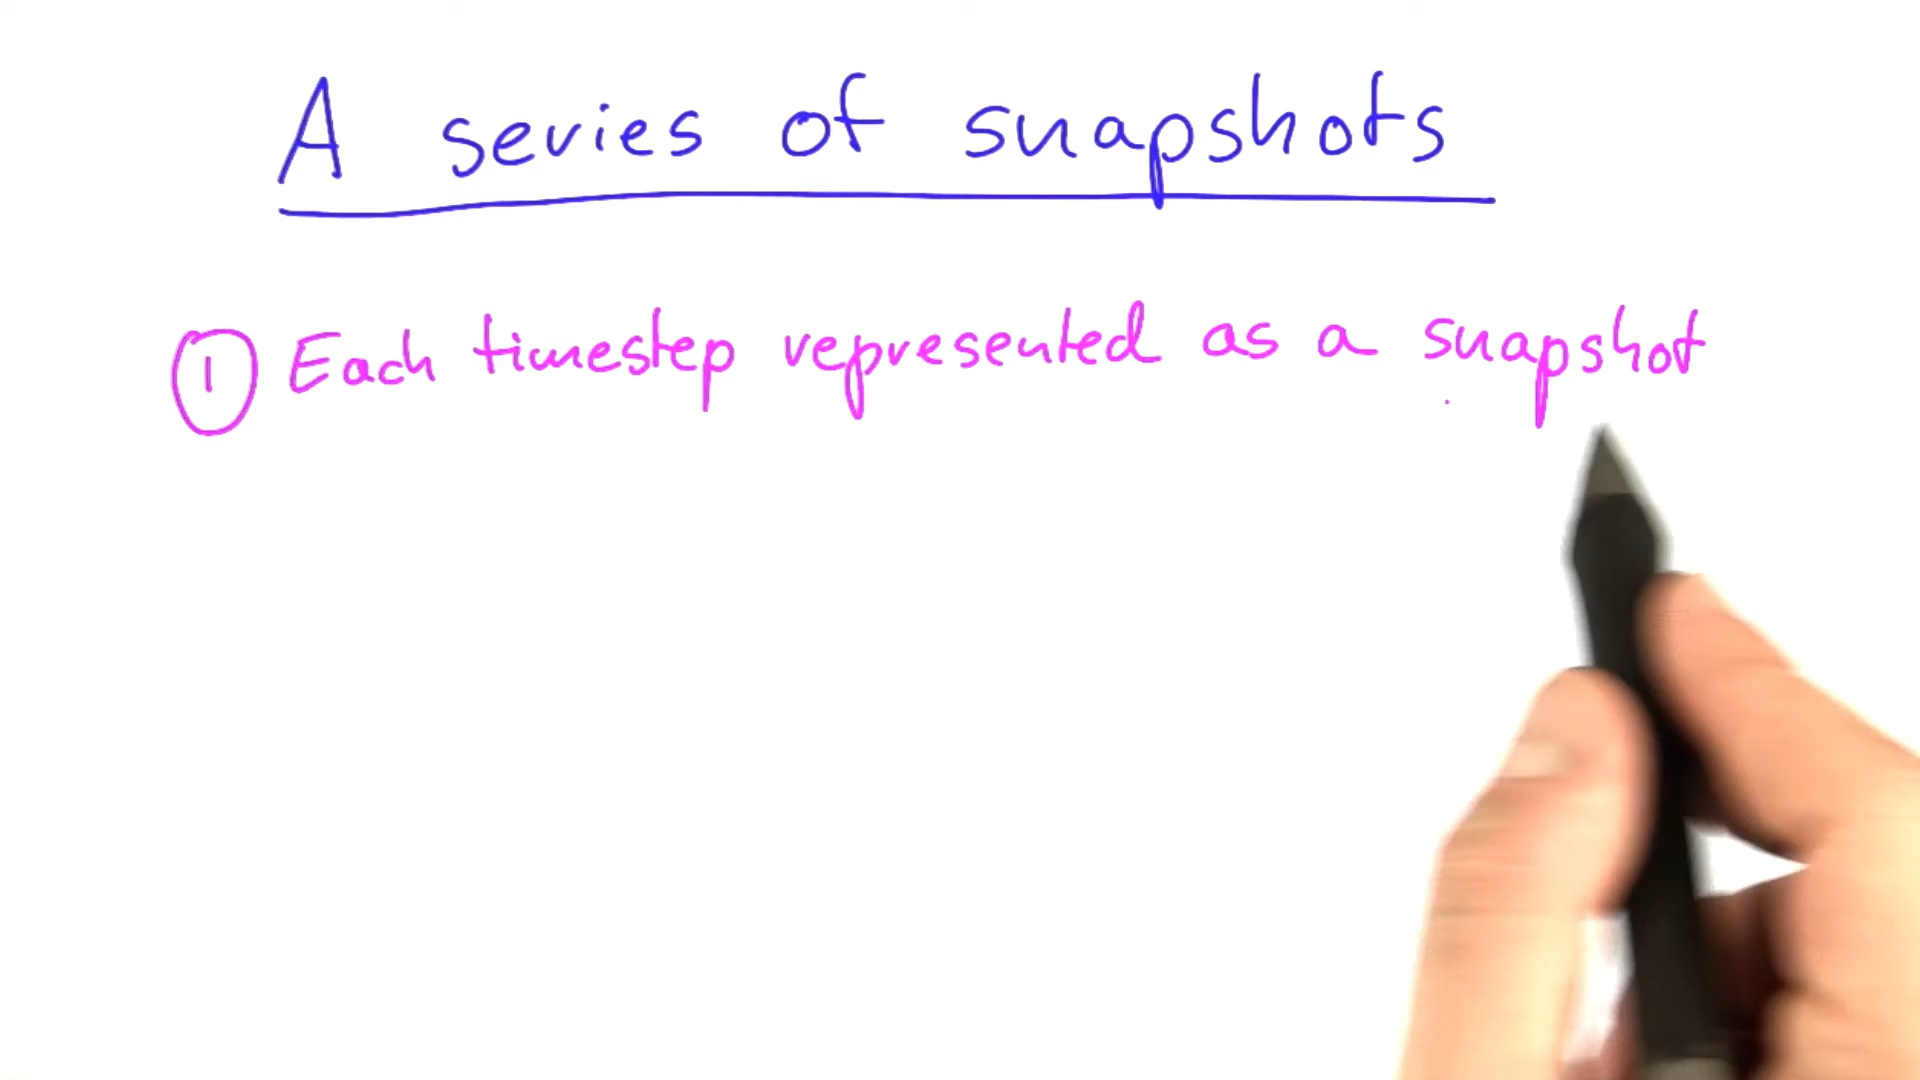 A series of snapshots
① Each timestep represented as a snapshot